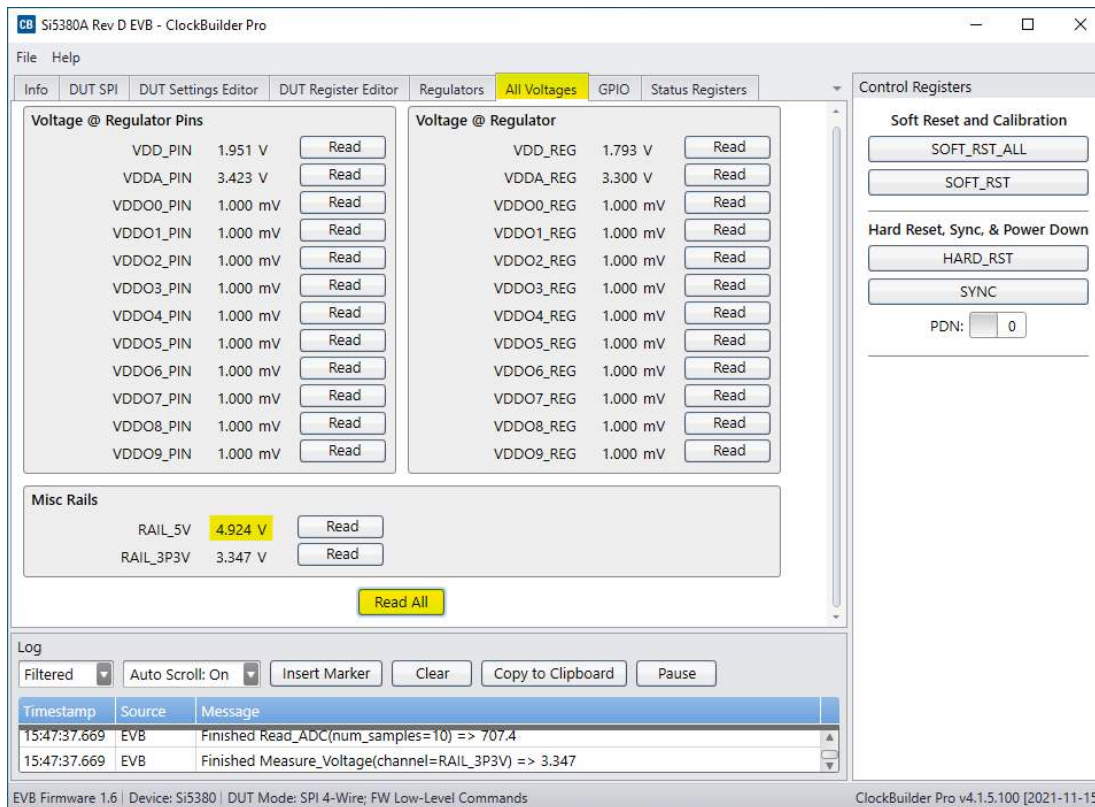 CB Si5380A Rev D EVB - ClockBuilder Pro
File Help
Info DUT SPI DUT Settings Editor DUT Register Editor Regulators All Voltages GPIO Status Registers
Voltage @ Regulator Pins
VDD_PIN 1.951 V Read
VDDA_PIN 3.423 V Read
VDDO0_PIN 1.000 mV Read
VDDO1_PIN 1.000 mV Read
VDDO2_PIN 1.000 mV Read
VDDO3_PIN 1.000 mV Read
VDDO4_PIN 1.000 mV Read
VDDO5_PIN 1.000 mV Read
VDDO6_PIN 1.000 mV Read
VDDO7_PIN 1.000 mV Read
VDDO8_PIN 1.000 mV Read
VDDO9_PIN 1.000 mV Read
Voltage @ Regulator
VDD_REG 1.793 V Read
VDDA_REG 3.300 V Read
VDDO0_REG 1.000 mV Read
VDDO1_REG 1.000 mV Read
VDDO2_REG 1.000 mV Read
VDDO3_REG 1.000 mV Read
VDDO4_REG 1.000 mV Read
VDDO5_REG 1.000 mV Read
VDDO6_REG 1.000 mV Read
VDDO7_REG 1.000 mV Read
VDDO8_REG 1.000 mV Read
VDDO9_REG 1.000 mV Read
Misc Rails
RAIL_5V 4.924 V Read
RAIL_3P3V 3.347 V Read
Read All
Control Registers
Soft Reset and Calibration
SOFT_RST_ALL
SOFT_RST
Hard Reset, Sync, & Power Down
HARD_RST
SYNC
PDN: 0
Log
Filtered Auto Scroll: On Insert Marker Clear Copy to Clipboard Pause
Timestamp Source Message
15:47:37.669 EVB Finished Read_ADC(num_samples=10) => 707.4
15:47:37.669 EVB Finished Measure_Voltage(channel=RAIL_3P3V) => 3.347
EVB Firmware 1.6 | Device: Si5380 | DUT Mode: SPI 4-Wire; FW Low-Level Commands
ClockBuilder Pro v4.1.5.100 [2021-11-15